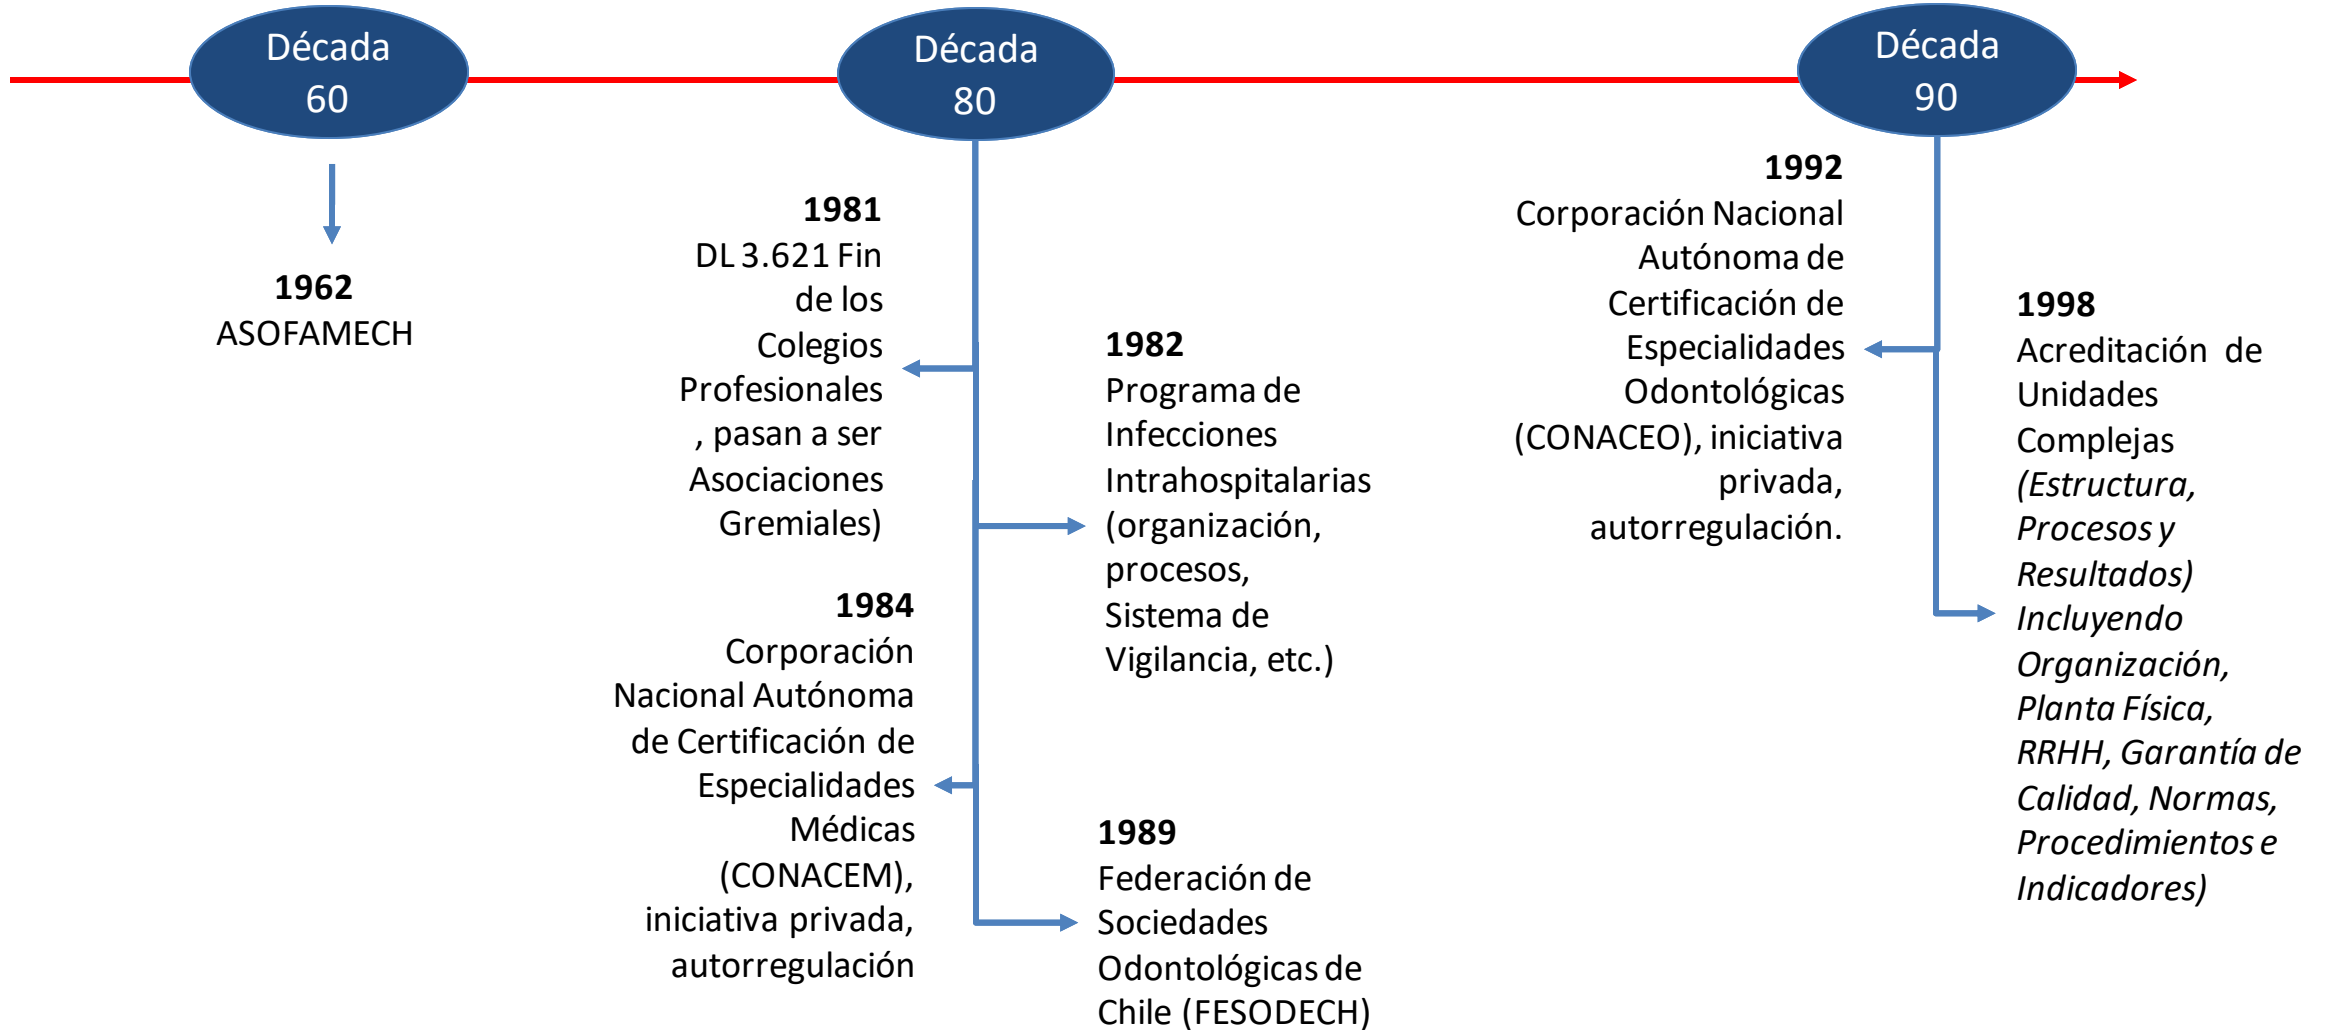 Década
60
Década
80
Década
90
1962
ASOFAMECH
1981
DL 3.621 Fin
de los
Colegios
Profesionales
, pasan a ser
Asociaciones
Gremiales)
1982
Programa de
Infecciones
Intrahospitalarias
(organización,
procesos,
Sistema de
Vigilancia, etc.)
1984
Corporación
Nacional Autónoma
de Certificación de
Especialidades
Médicas
(CONACEM),
iniciativa privada,
autorregulación
1989
Federación de
Sociedades
Odontológicas de
Chile (FESODECH)
1992
Corporación Nacional
Autónoma de
Certificación de
Especialidades
Odontológicas
(CONACEO), iniciativa
privada,
autorregulación.
1998
Acreditación de
Unidades
Complejas
(Estructura,
Procesos y
Resultados)
Incluyendo
Organización,
Planta Física,
RRHH, Garantía de
Calidad, Normas,
Procedimientos e
Indicadores)